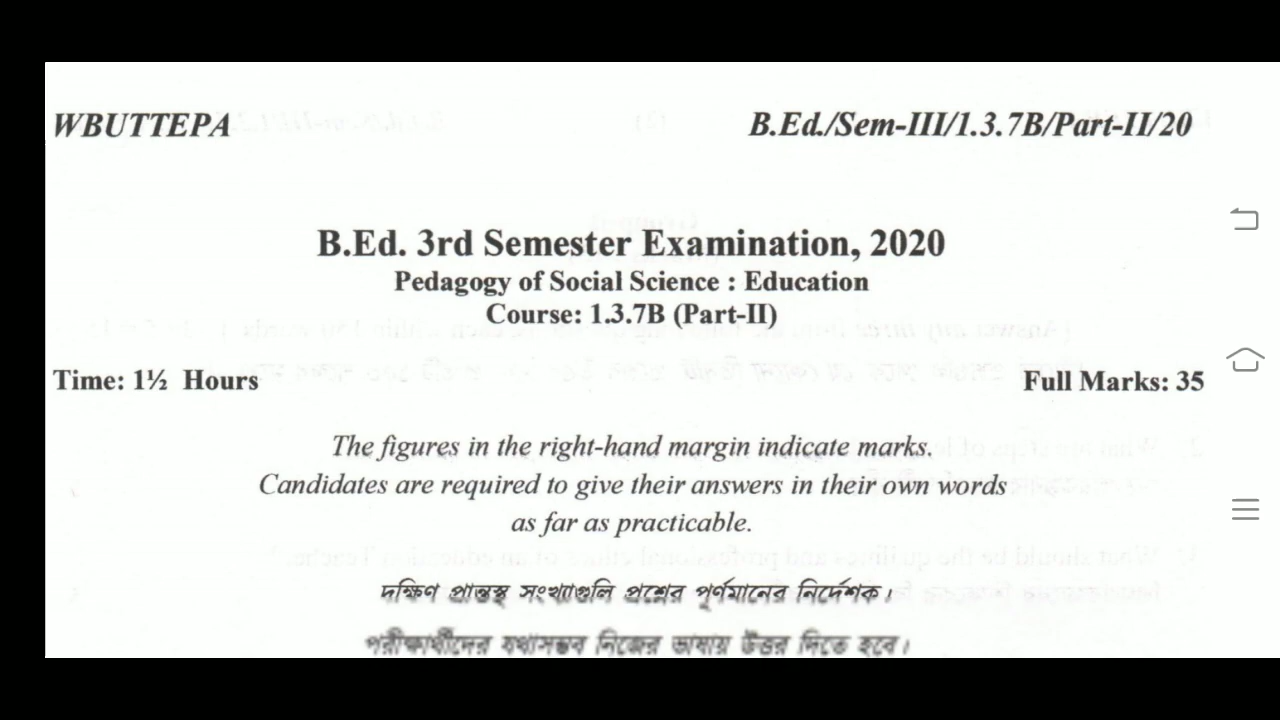 WBUTTEPA B.Ed./Sem-III/1.3.7B/Part-II/20
B.Ed. 3rd Semester Examination, 2020
Pedagogy of Social Science : Education
Course: 1.3.7B (Part-II)
Time: 1½ Hours Full Marks: 35
The figures in the right-hand margin indicate marks.
Candidates are required to give their answers in their own words
as far as practicable.
দক্ষিণ প্রান্তস্থ সংখ্যাগুলি প্রশ্নের পূর্ণমানের নির্দেশক।
পরীক্ষার্থীদের যথাসম্ভব নিজের ভাষায় উত্তর দিতে হবে।